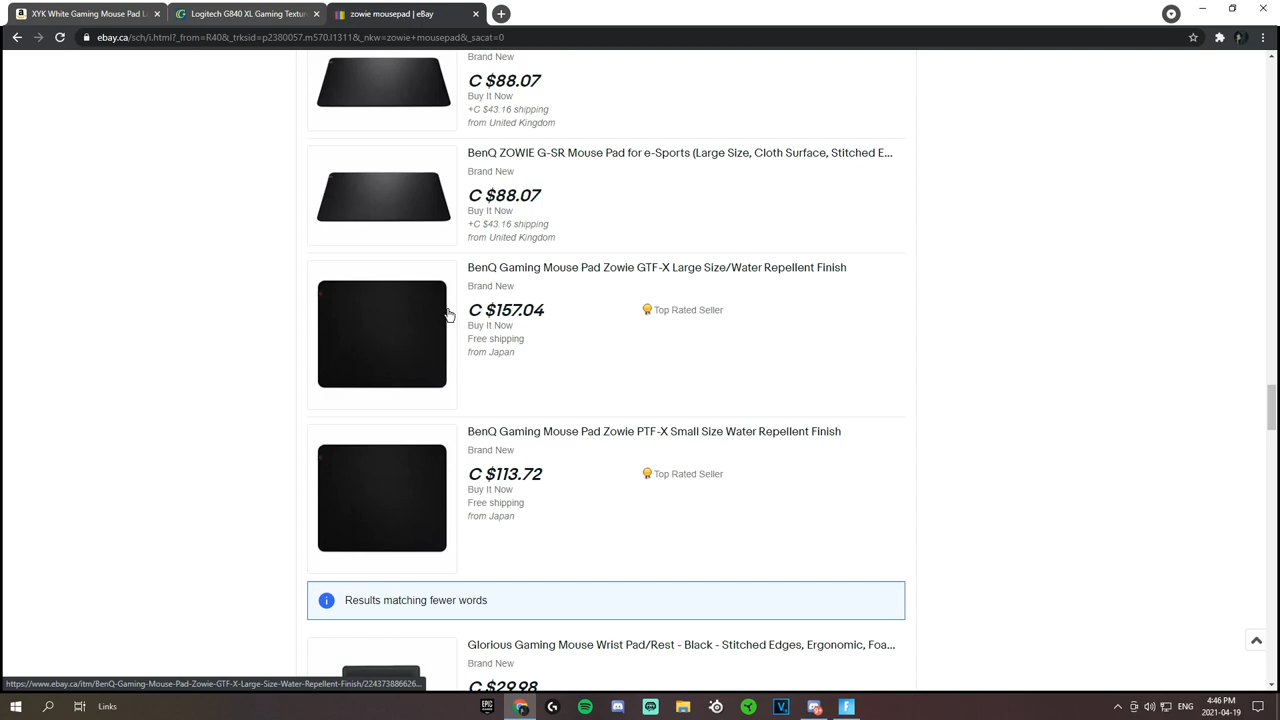 XYK White Gaming Mouse Pad L
Logitech G840 XL Gaming Textur
zowie mousepad | eBay
ebay.ca/sch/i.html?_from=R40&_trksid=p2380057.m570.l1311&_nkw=zowie+mousepad&_sacat=0
Brand New
C $88.07
Buy It Now
+C $43.16 shipping
from United Kingdom
BenQ ZOWIE G-SR Mouse Pad for e-Sports (Large Size, Cloth Surface, Stitched E...
Brand New
C $88.07
Buy It Now
+C $43.16 shipping
from United Kingdom
BenQ Gaming Mouse Pad Zowie GTF-X Large Size/Water Repellent Finish
Brand New
C $157.04
Top Rated Seller
Buy It Now
Free shipping
from Japan
BenQ Gaming Mouse Pad Zowie PTF-X Small Size Water Repellent Finish
Brand New
C $113.72
Top Rated Seller
Buy It Now
Free shipping
from Japan
Results matching fewer words
Glorious Gaming Mouse Wrist Pad/Rest - Black - Stitched Edges, Ergonomic, Foa...
Brand New
C $29.98
https://www.ebay.ca/itm/BenQ-Gaming-Mouse-Pad-Zowie-GTF-X-Large-Size-Water-Repellent-Finish/224373886626...
Links
ENG
4:46 PM
2021-04-19